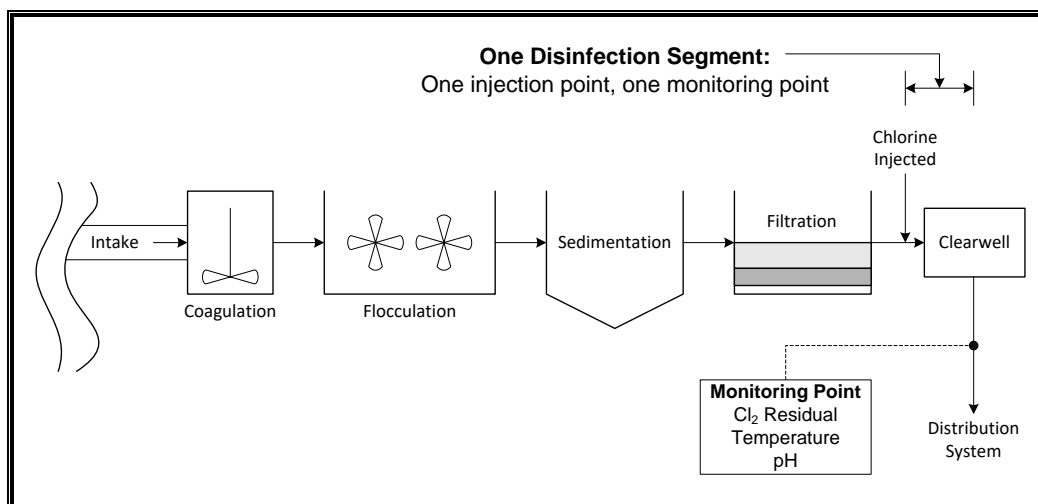 One Disinfection Segment:
One injection point, one monitoring point
Chlorine
Injected
Intake
Coagulation
Flocculation
Sedimentation
Filtration
Clearwell
Monitoring Point
Cl₂ Residual
Temperature
pH
Distribution
System